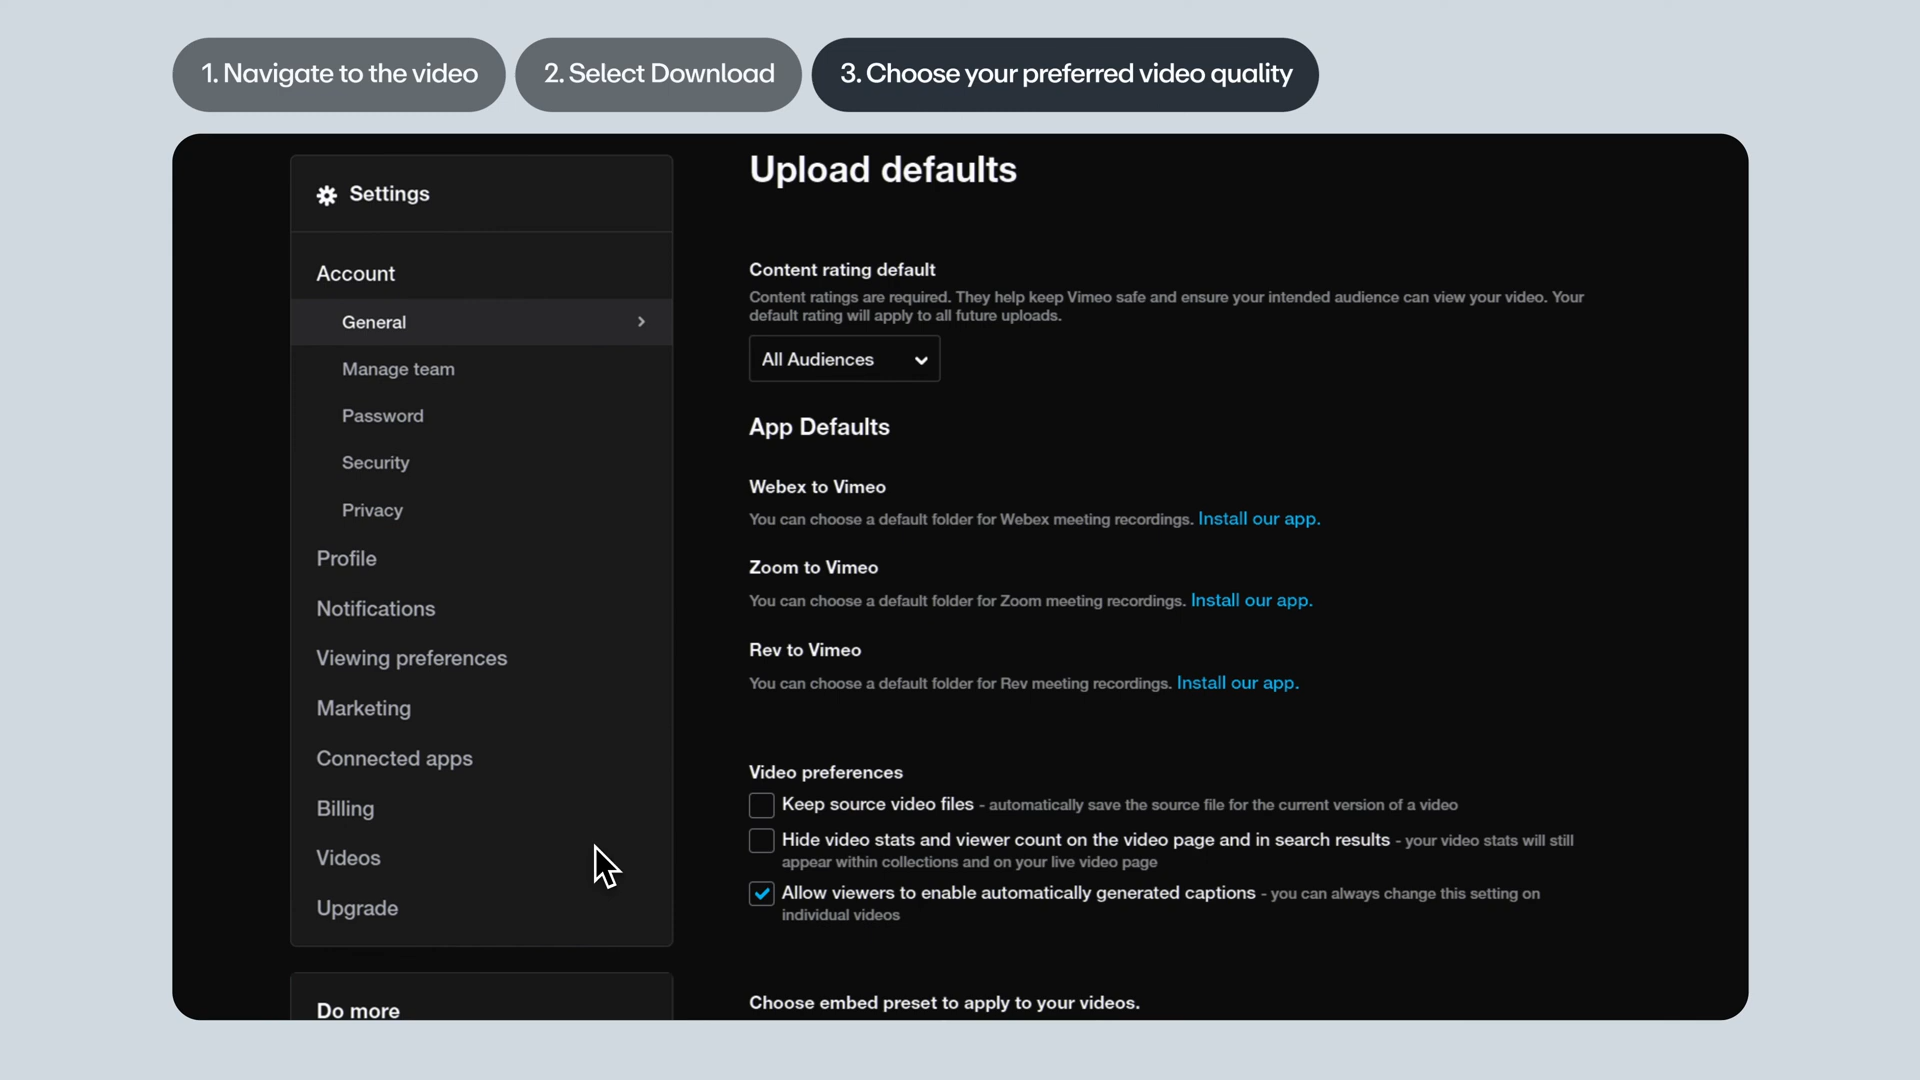 1. Navigate to the video
2. Select Download
3. Choose your preferred video quality
Settings
Account
General
Manage team
Password
Security
Privacy
Profile
Notifications
Viewing preferences
Marketing
Connected apps
Billing
Videos
Upgrade
Do more
Upload defaults
Content rating default
Content ratings are required. They help keep Vimeo safe and ensure your intended audience can view your video. Your
default rating will apply to all future uploads.
All Audiences
App Defaults
Webex to Vimeo
You can choose a default folder for Webex meeting recordings. Install our app.
Zoom to Vimeo
You can choose a default folder for Zoom meeting recordings. Install our app.
Rev to Vimeo
You can choose a default folder for Rev meeting recordings. Install our app.
Video preferences
Keep source video files - automatically save the source file for the current version of a video
Hide video stats and viewer count on the video page and in search results - your video stats will still
appear within collections and on your live video page
Allow viewers to enable automatically generated captions - you can always change this setting on
individual videos
Choose embed preset to apply to your videos.